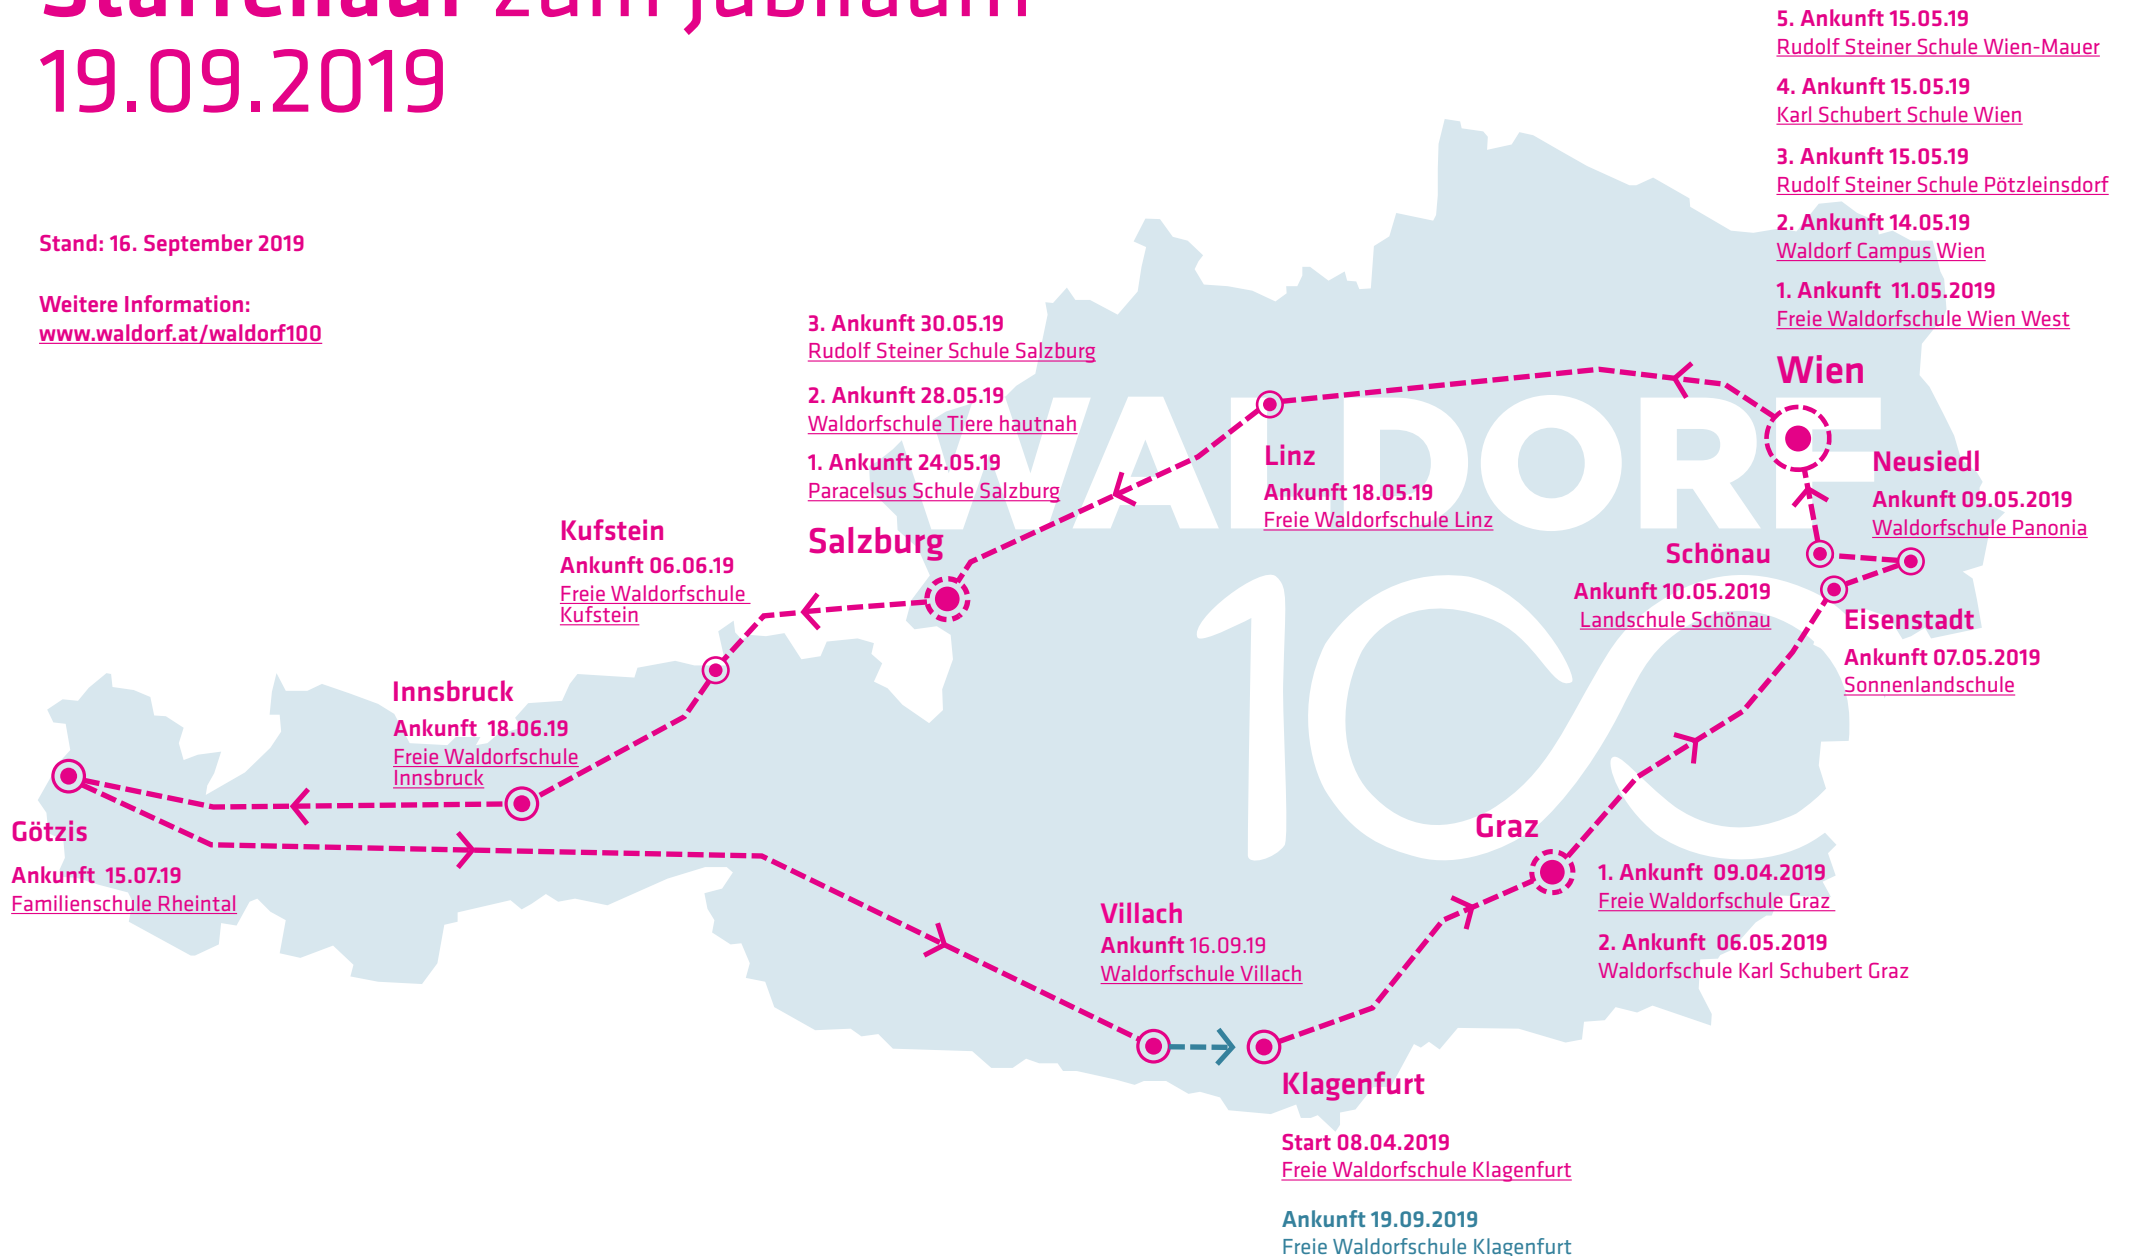 Staffellauf zum Jubiläum
19.09.2019
Stand: 16. September 2019
Weitere Information:
www.waldorf.at/waldorf100
5. Ankunft 15.05.19
Rudolf Steiner Schule Wien-Mauer
4. Ankunft 15.05.19
Karl Schubert Schule Wien
3. Ankunft 15.05.19
Rudolf Steiner Schule Pötzleinsdorf
2. Ankunft 14.05.19
Waldorf Campus Wien
1. Ankunft 11.05.2019
Freie Waldorfschule Wien West
Wien
3. Ankunft 30.05.19
Rudolf Steiner Schule Salzburg
2. Ankunft 28.05.19
Waldorfschule Tiere hautnah
1. Ankunft 24.05.19
Paracelsus Schule Salzburg
Salzburg
WALDORF
100
Linz
Ankunft 18.05.19
Freie Waldorfschule Linz
Neusiedl
Ankunft 09.05.2019
Waldorfschule Panonia
Schönau
Ankunft 10.05.2019
Landschule Schönau
Eisenstadt
Ankunft 07.05.2019
Sonnenlandschule
Kufstein
Ankunft 06.06.19
Freie Waldorfschule
Kufstein
Innsbruck
Ankunft 18.06.19
Freie Waldorfschule
Innsbruck
Götzis
Ankunft 15.07.19
Familienschule Rheintal
Graz
1. Ankunft 09.04.2019
Freie Waldorfschule Graz
2. Ankunft 06.05.2019
Waldorfschule Karl Schubert Graz
Villach
Ankunft 16.09.19
Waldorfschule Villach
Klagenfurt
Start 08.04.2019
Freie Waldorfschule Klagenfurt
Ankunft 19.09.2019
Freie Waldorfschule Klagenfurt